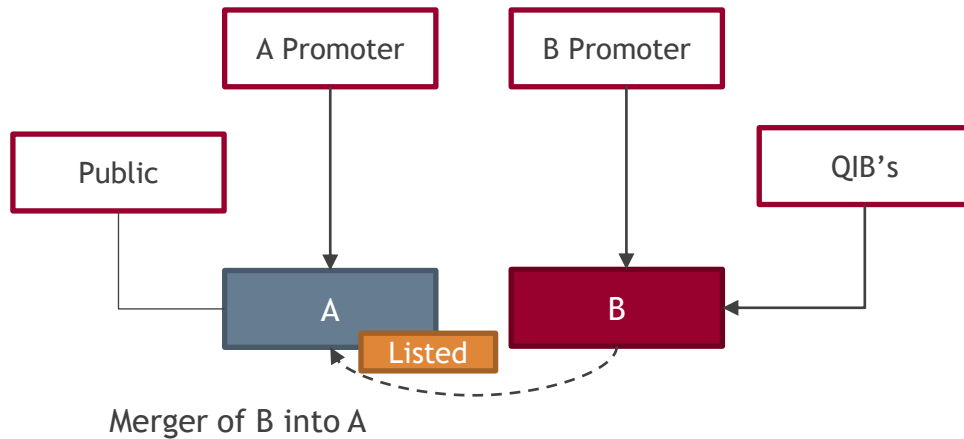 A Promoter
B Promoter
Public
QIB's
A
B
Listed
Merger of B into A